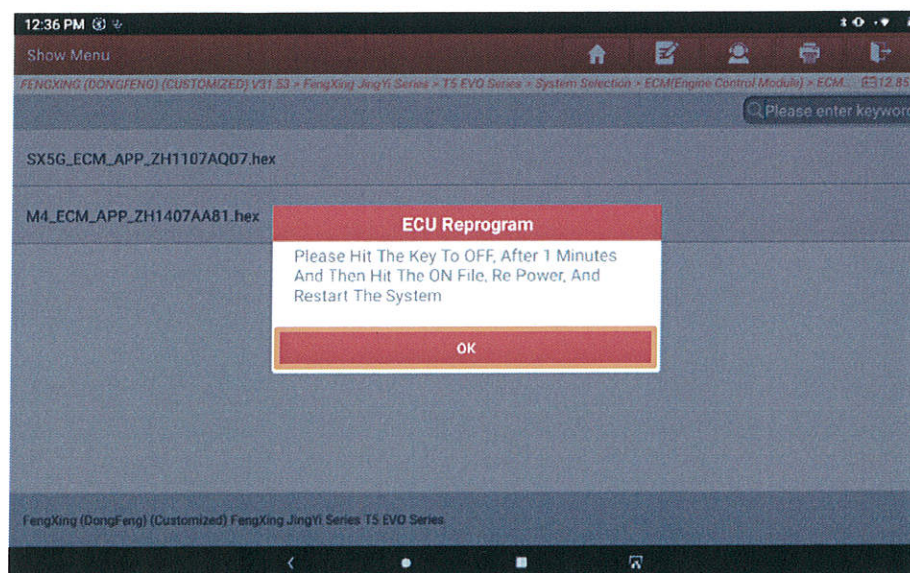 12:36 PM
Show Menu
FENGXING (DONGFENG) (CUSTOMIZED) V31.53 > FengXing JingYi Series > T5 EVO Series > System Selection > ECM(Engine Control Module) > ECM... 12.85
Please enter keyword
SX5G_ECM_APP_ZH1107AQ07.hex
M4_ECM_APP_ZH1407AA81.hex
ECU Reprogram
Please Hit The Key To OFF, After 1 Minutes
And Then Hit The ON File, Re Power, And
Restart The System
OK
FengXing (DongFeng) (Customized) FengXing JingYi Series T5 EVO Series